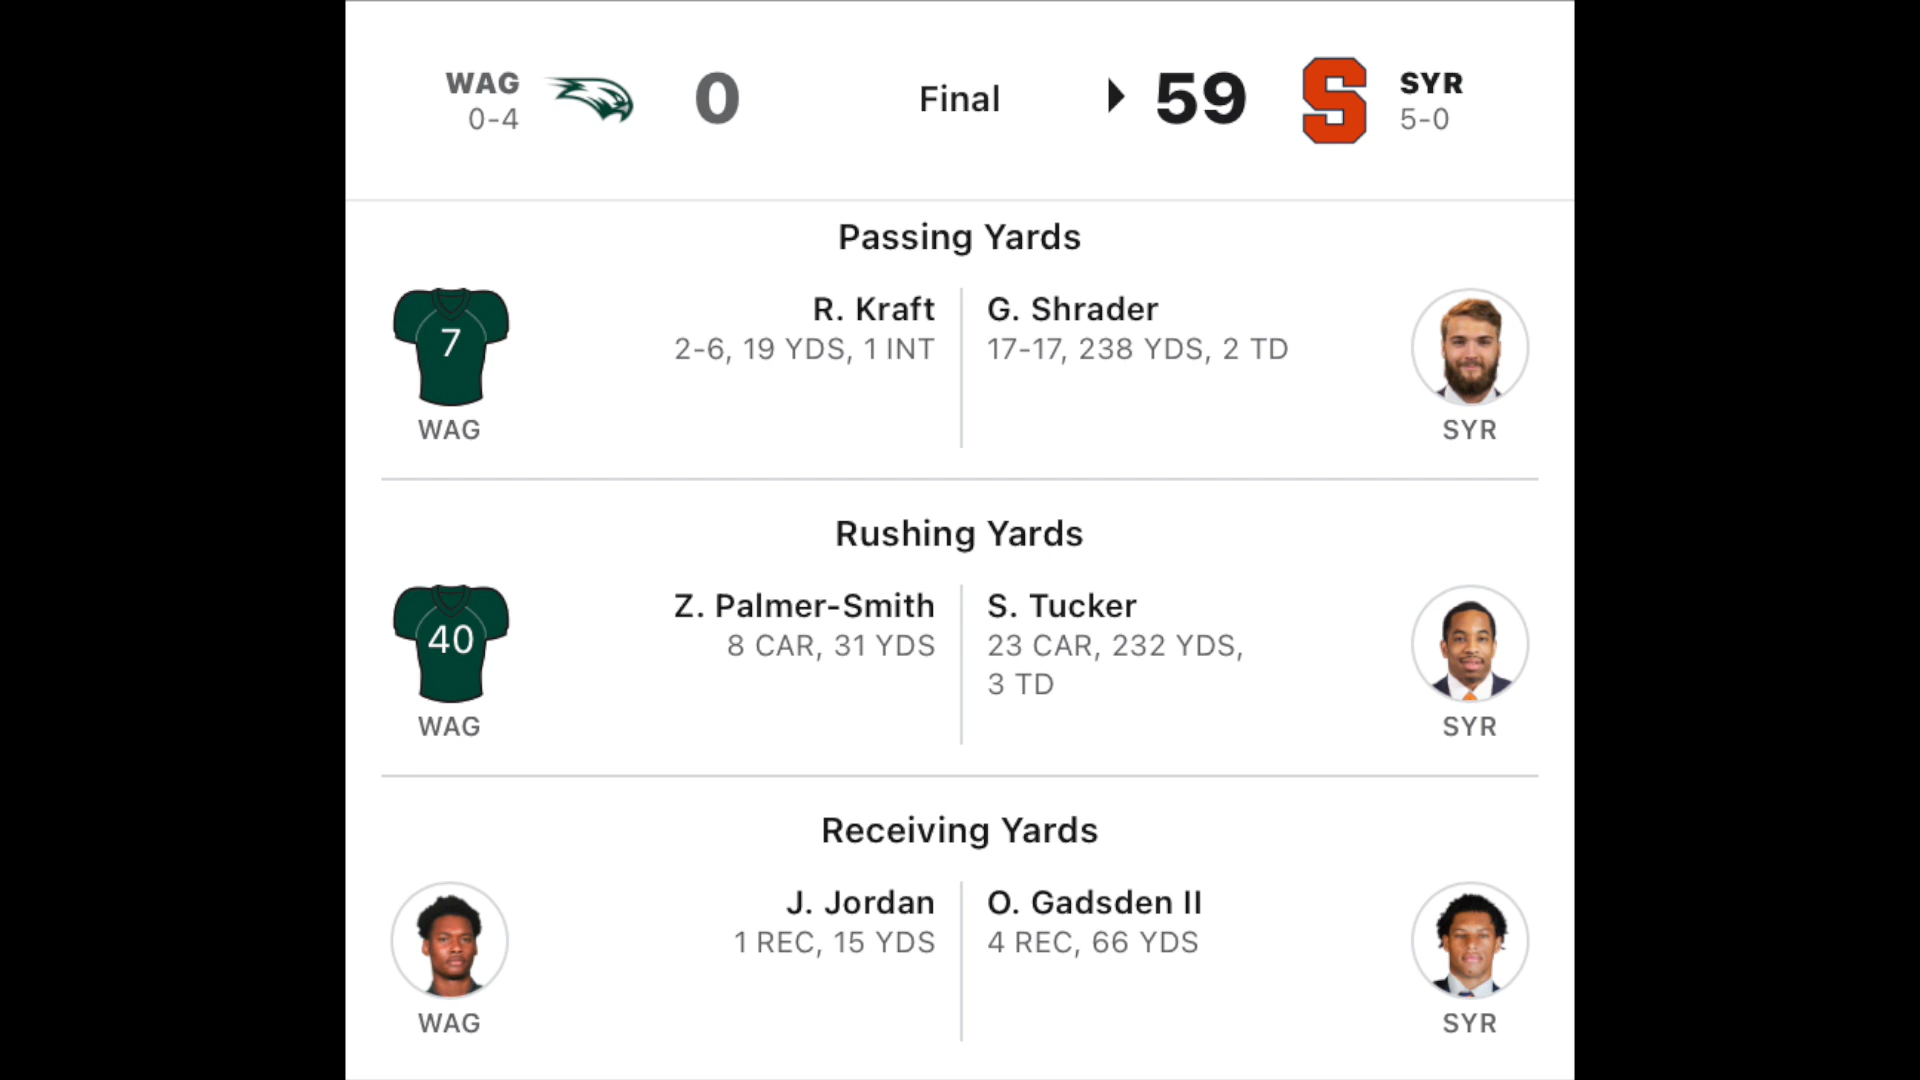 WAG
0-4
0
Final
59
S
SYR
5-0
Passing Yards
7
WAG
R. Kraft
2-6, 19 YDS, 1 INT
G. Shrader
17-17, 238 YDS, 2 TD
SYR
Rushing Yards
40
WAG
Z. Palmer-Smith
8 CAR, 31 YDS
S. Tucker
23 CAR, 232 YDS,
3 TD
SYR
Receiving Yards
WAG
J. Jordan
1 REC, 15 YDS
O. Gadsden II
4 REC, 66 YDS
SYR